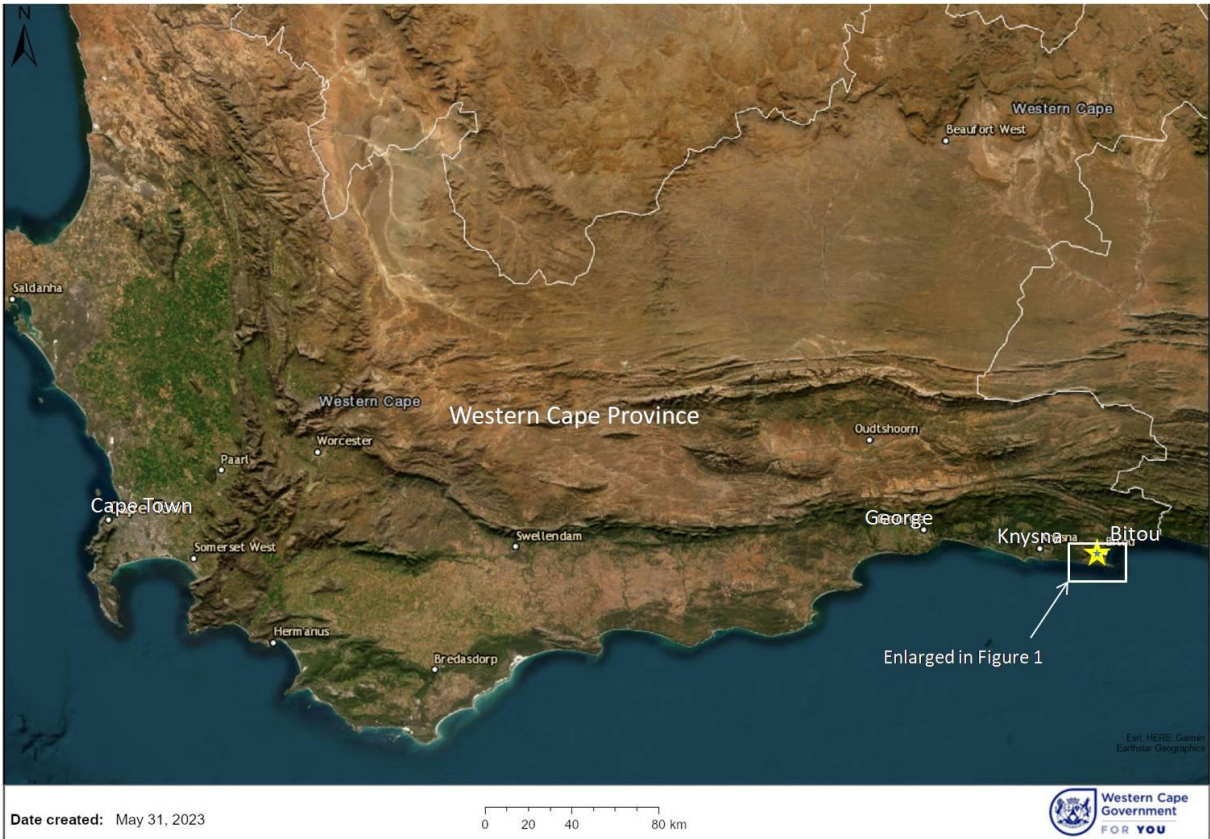 N
Western Cape
Beaufort West
Saldanha
Western Cape
Western Cape Province
Oudtshoorn
Worcester
Paarl
Cape Town
George
Swellendam
Knysna
Knysna
Bitou
Somerset West
Hermanus
Enlarged in Figure 1
Bredasdorp
Esri, HERE, Garmin,
Earthstar Geographics
Date created: May 31, 2023
0 20 40 80 km
Western Cape
Government
FOR YOU